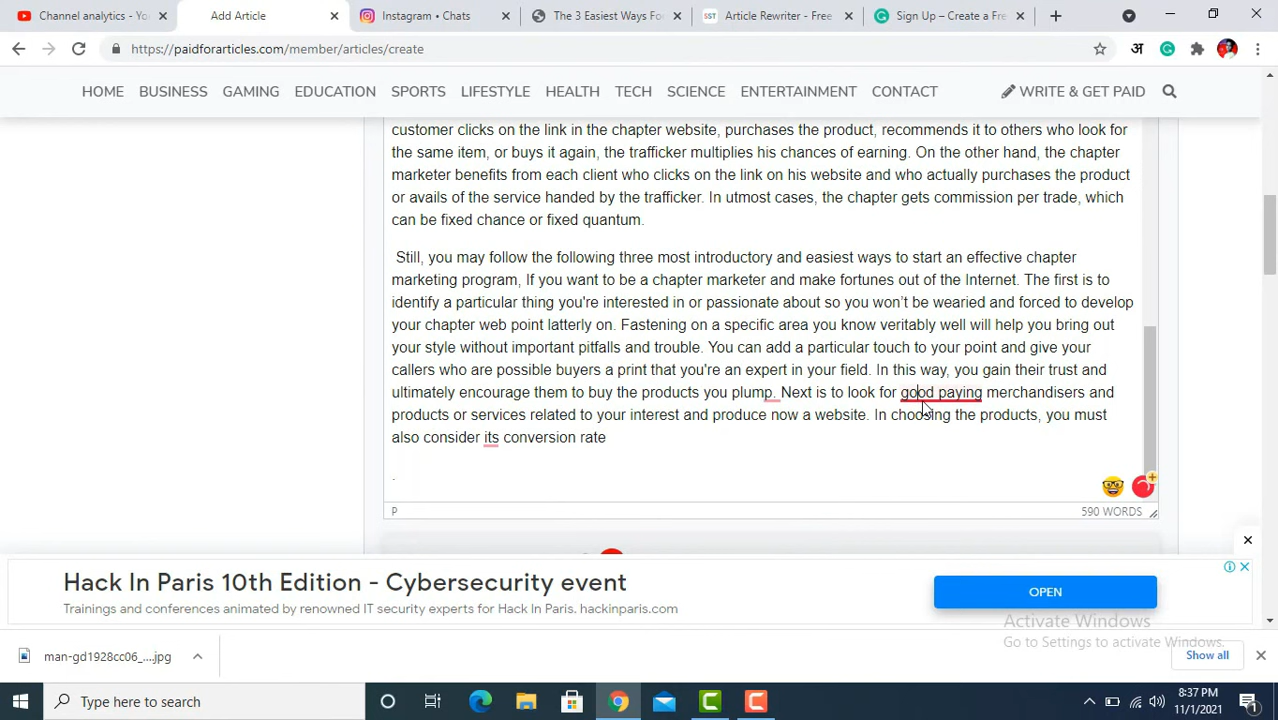 Channel analytics - Yo
Add Article
Instagram • Chats
The 3 Easiest Ways Fo
SST
Article Rewriter - Free
Sign Up – Create a Fre
https://paidforarticles.com/member/articles/create
अ
HOME BUSINESS GAMING EDUCATION SPORTS LIFESTYLE HEALTH TECH SCIENCE ENTERTAINMENT CONTACT WRITE & GET PAID
customer clicks on the link in the chapter website, purchases the product, recommends it to others who look for
the same item, or buys it again, the trafficker multiplies his chances of earning. On the other hand, the chapter
marketer benefits from each client who clicks on the link on his website and who actually purchases the product
or avails of the service handed by the trafficker. In utmost cases, the chapter gets commission per trade, which
can be fixed chance or fixed quantum.
Still, you may follow the following three most introductory and easiest ways to start an effective chapter
marketing program, If you want to be a chapter marketer and make fortunes out of the Internet. The first is to
identify a particular thing you're interested in or passionate about so you won't be wearied and forced to develop
your chapter web point latterly on. Fastening on a specific area you know veritably well will help you bring out
your style without important pitfalls and trouble. You can add a particular touch to your point and give your
callers who are possible buyers a print that you're an expert in your field. In this way, you gain their trust and
ultimately encourage them to buy the products you plump. Next is to look for good paying merchandisers and
products or services related to your interest and produce now a website. In choosing the products, you must
also consider its conversion rate
.
P
590 WORDS
Hack In Paris 10th Edition - Cybersecurity event
Trainings and conferences animated by renowned IT security experts for Hack In Paris. hackinparis.com
OPEN
Activate Windows
Go to Settings to activate Windows.
man-gd1928cc06_....jpg
Show all
Type here to search
8:37 PM
11/1/2021
1